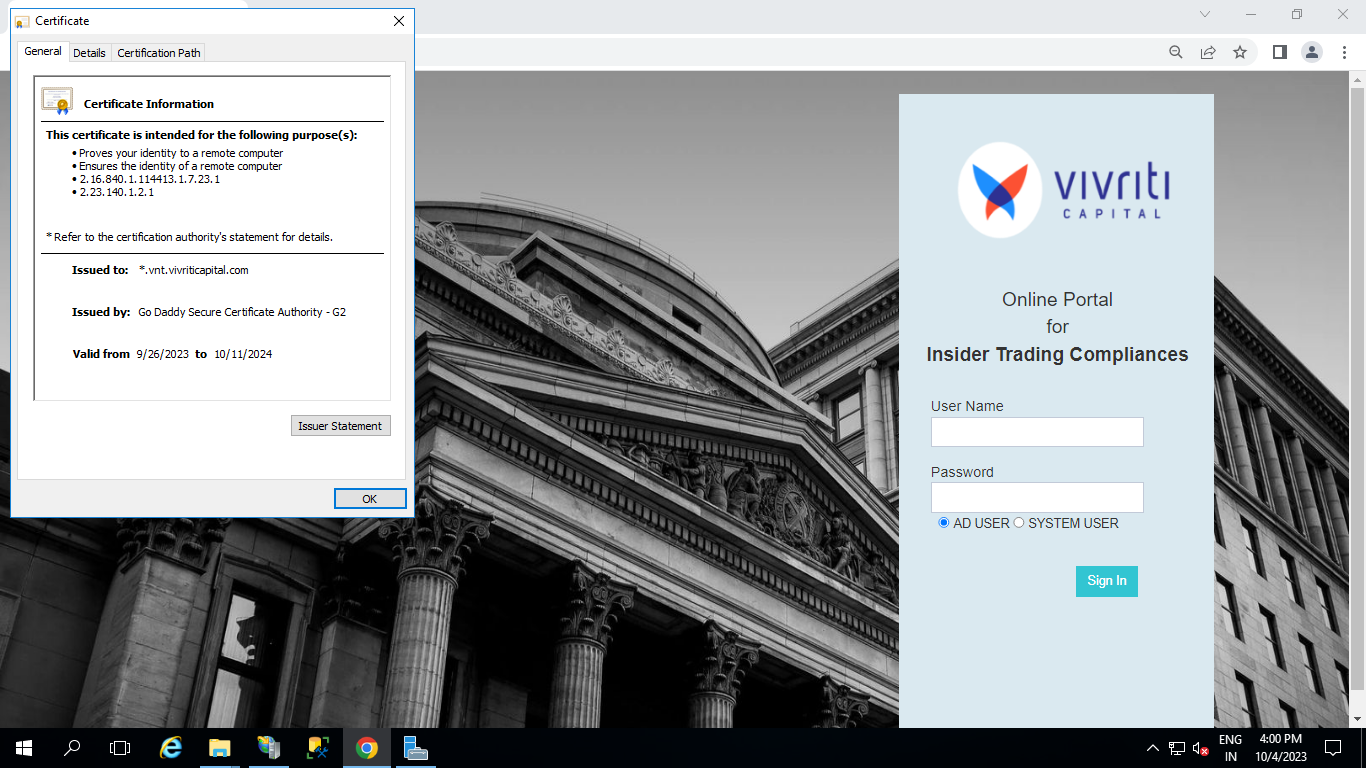 Certificate
General Details Certification Path
Certificate Information
This certificate is intended for the following purpose(s):
• Proves your identity to a remote computer
• Ensures the identity of a remote computer
• 2.16.840.1.114413.1.7.23.1
• 2.23.140.1.2.1
* Refer to the certification authority's statement for details.
Issued to: *.vnt.vivriticapital.com
Issued by: Go Daddy Secure Certificate Authority - G2
Valid from 9/26/2023 to 10/11/2024
Issuer Statement
OK
vivriti
CAPITAL
Online Portal
for
Insider Trading Compliances
User Name
Password
AD USER SYSTEM USER
Sign In
ENG
IN
4:00 PM
10/4/2023